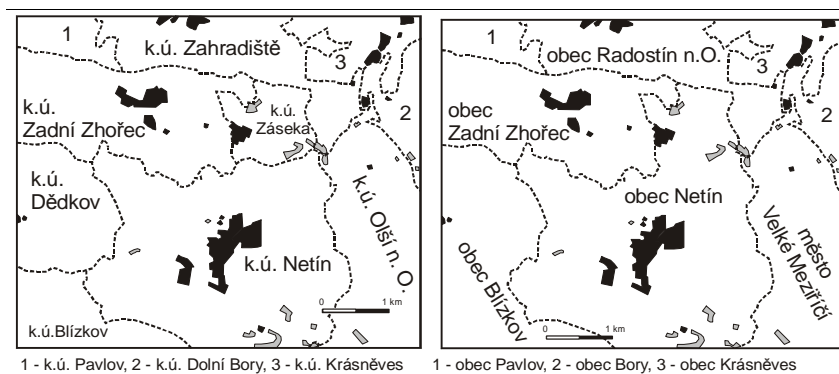 1
k.ú. Zahradiště
3
k.ú.
Zadní Zhořec
k.ú.
Záseka
2
k.ú.
Dědkov
k.ú. Olší n. O.
k.ú. Netín
k.ú.Blízkov
0 1 km
1 - k.ú. Pavlov, 2 - k.ú. Dolní Bory, 3 - k.ú. Krásněves
1
obec Radostín n.O.
3
obec
Zadní Zhořec
2
obec Netín
město
Velké Meziříčí
obec Blízkov
0 1 km
1 - obec Pavlov, 2 - obec Bory, 3 - obec Krásněves